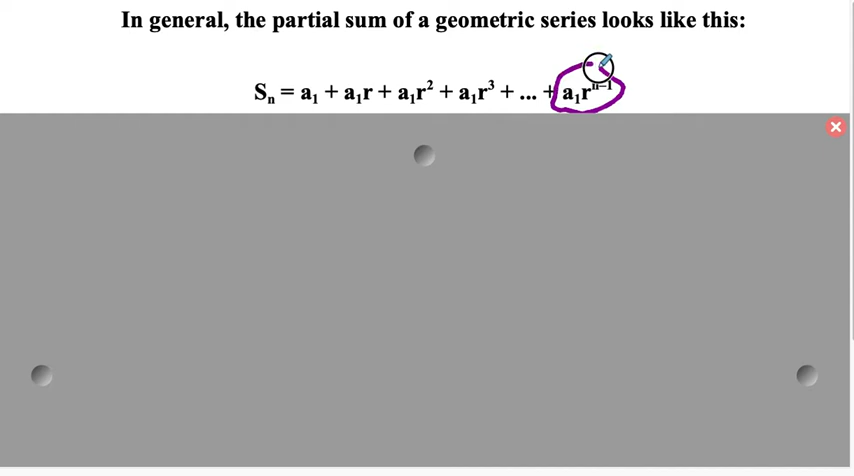 In general, the partial sum of a geometric series looks like this:
Sₙ = a₁ + a₁r + a₁r² + a₁r³ + ... + a₁rⁿ⁻¹